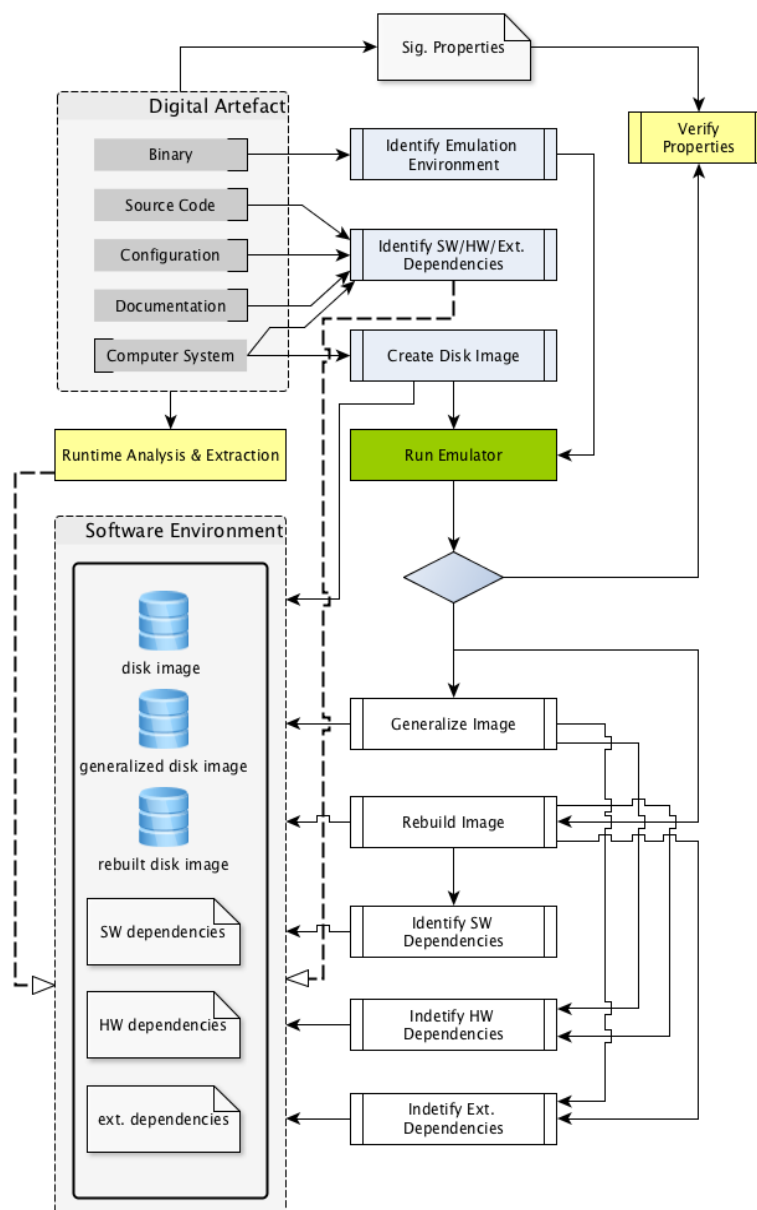 Sig. Properties
Digital Artefact
Verify
Properties
Binary
Identify Emulation
Environment
Source Code
Configuration
Identify SW/HW/Ext.
Dependencies
Documentation
Computer System
Create Disk Image
Runtime Analysis & Extraction
Run Emulator
Software Environment
disk image
Generalize Image
generalized disk image
Rebuild Image
rebuilt disk image
SW dependencies
Identify SW
Dependencies
HW dependencies
Indetify HW
Dependencies
ext. dependencies
Indetify Ext.
Dependencies